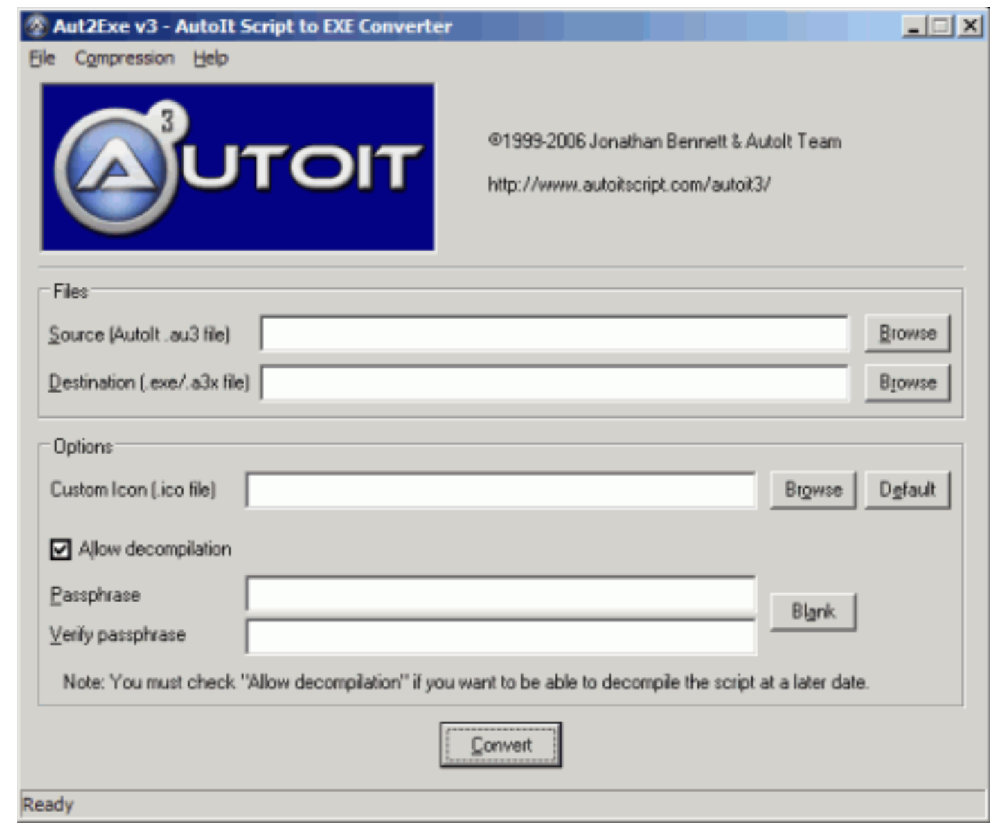 Aut2Exe v3 - AutoIt Script to EXE Converter
File Compression Help
3
AUTOIT
©1999-2006 Jonathan Bennett & AutoIt Team
http://www.autoitscript.com/autoit3/
Files
Source (AutoIt .au3 file)
Browse
Destination (.exe/.a3x file)
Browse
Options
Custom Icon (.ico file)
Browse
Default
Allow decompilation
Passphrase
Blank
Verify passphrase
Note: You must check "Allow decompilation" if you want to be able to decompile the script at a later date.
Convert
Ready